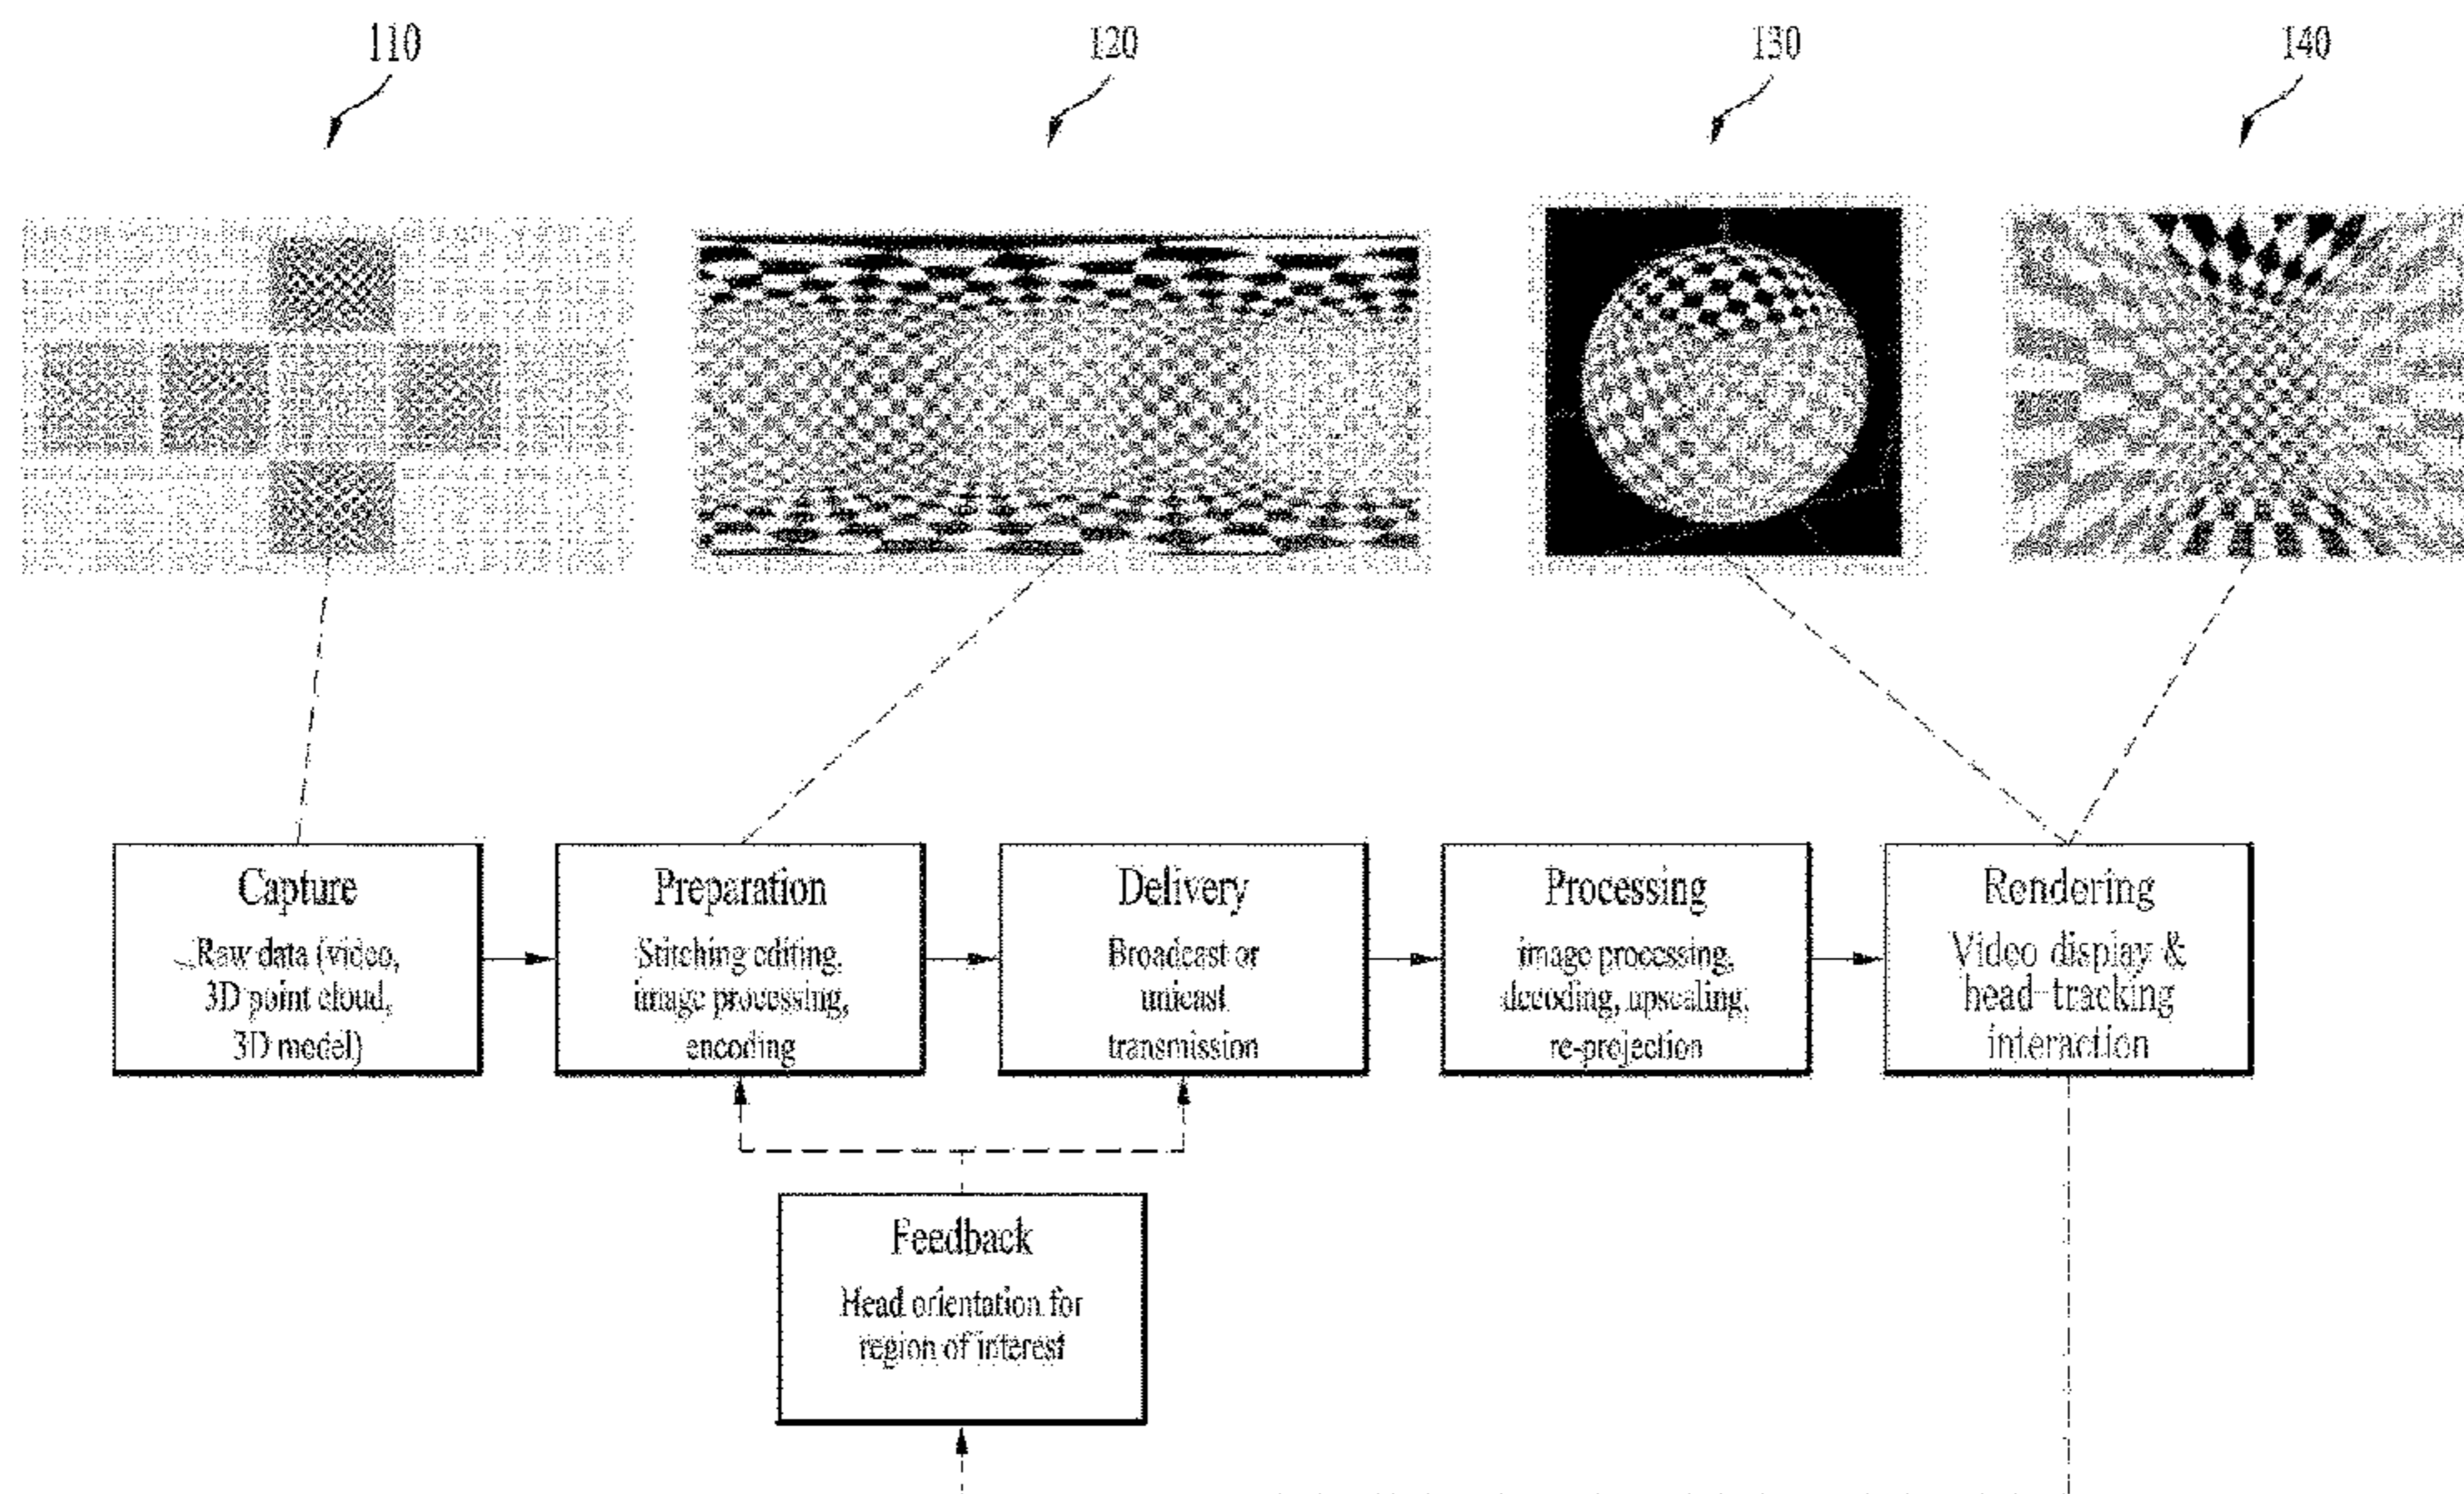 110
120
130
140
Capture
Raw data (video,
3D point cloud,
3D model)
Preparation
Stitching editing,
image processing,
encoding
Delivery
Broadcast or
unicast
transmission
Processing
image processing,
decoding, upscaling,
re-projection
Rendering
Video display &
head-tracking
interaction
Feedback
Head orientation for
region of interest